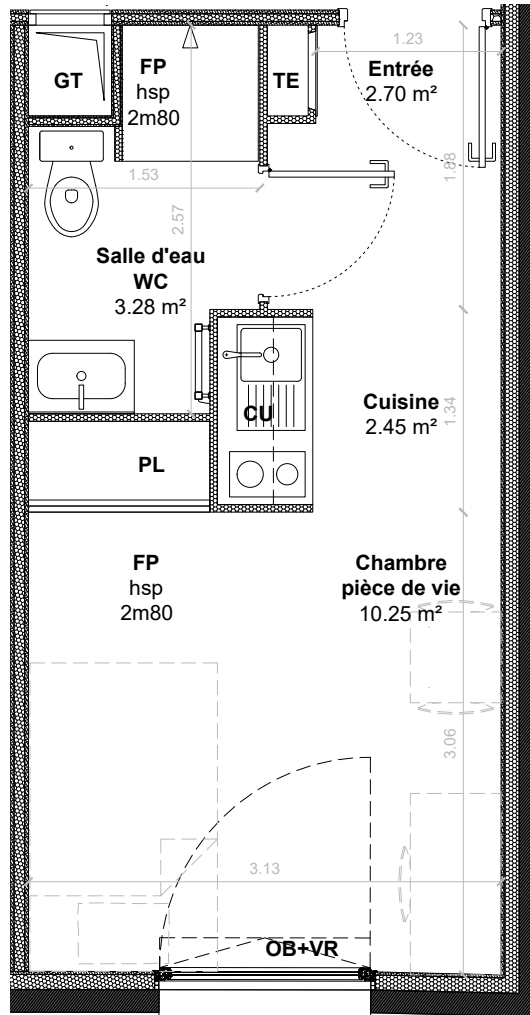 1.23
GT
FP
hsp
2m80
TE
Entrée
2.70 m²
1.53
1.88
2.57
Salle d'eau
WC
3.28 m²
CU
Cuisine
2.45 m²
1.34
PL
FP
hsp
2m80
Chambre
pièce de vie
10.25 m²
3.06
3.13
OB+VR